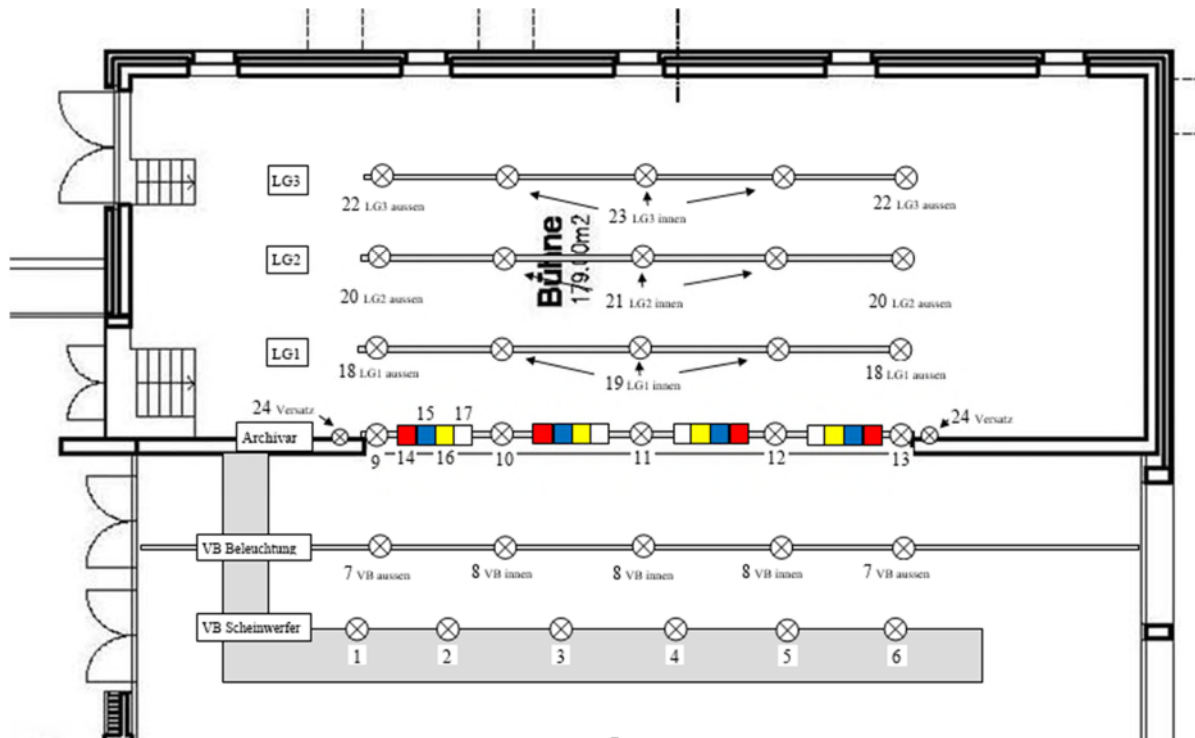 LG3
22 LG3 aussen
23 LG3 innen
22 LG3 aussen
Bühne
179.00m2
LG2
20 LG2 aussen
21 LG2 innen
20 LG2 aussen
LG1
18 LG1 aussen
19 LG1 innen
18 LG1 aussen
24 Versatz
15
17
24 Versatz
Archivar
9
14
16
10
11
12
13
VB Beleuchtung
7 VB aussen
8 VB innen
8 VB innen
8 VB innen
7 VB aussen
VB Scheinwerfer
1
2
3
4
5
6